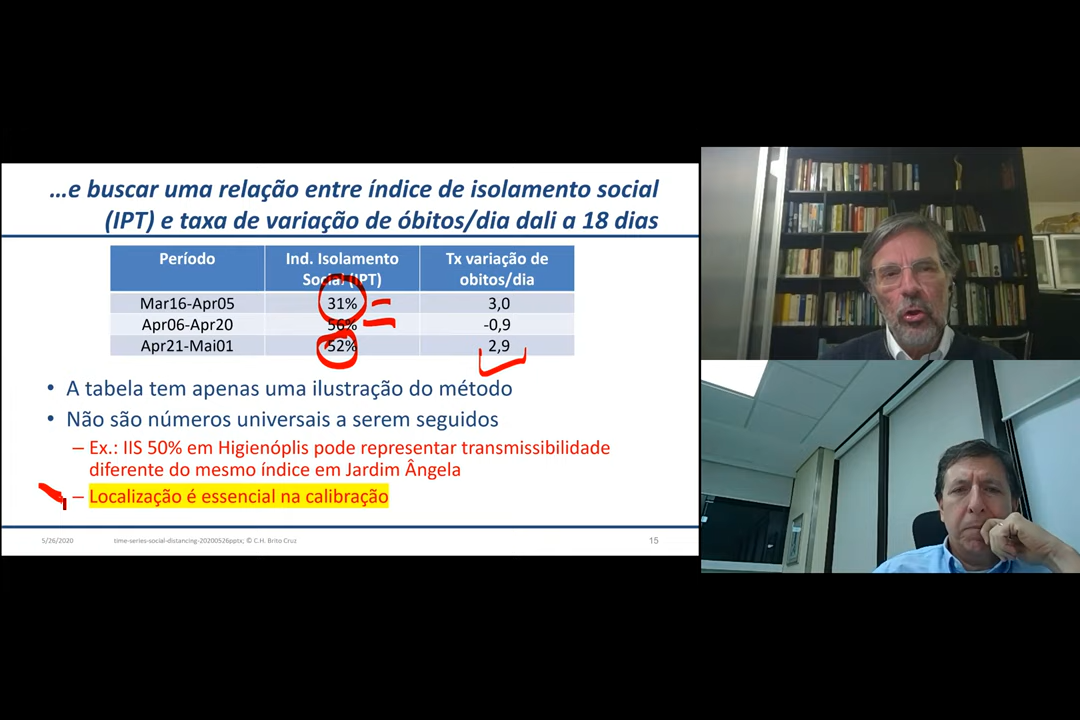 ...e buscar uma relação entre índice de isolamento social
(IPT) e taxa de variação de óbitos/dia dali a 18 dias
Período Ind. Isolamento Tx variação de
Social (IPT) obitos/dia
Mar16-Apr05 31% 3,0
Apr06-Apr20 56% -0,9
Apr21-Mai01 52% 2,9
• A tabela tem apenas uma ilustração do método
• Não são números universais a serem seguidos
– Ex.: IIS 50% em Higienóplis pode representar transmissibilidade
diferente do mesmo índice em Jardim Ângela
– Localização é essencial na calibração
5/26/2020 time-series-social-distancing-20200526pptx; © C.H. Brito Cruz 15